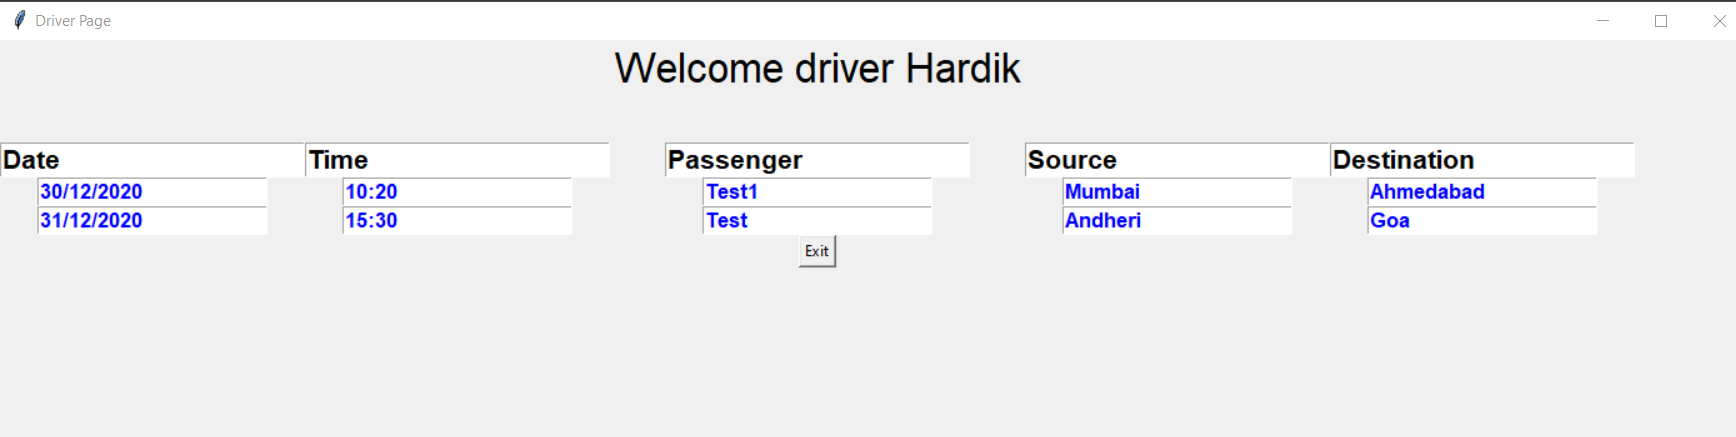 Driver Page
Welcome driver Hardik
Date Time Passenger Source Destination
30/12/2020 10:20 Test1 Mumbai Ahmedabad
31/12/2020 15:30 Test Andheri Goa
Exit